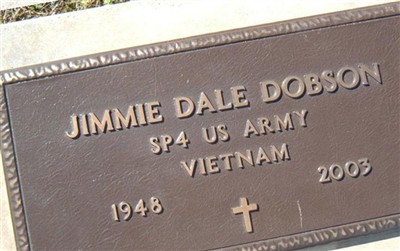 JIMMIE DALE DOBSON
SP4 US ARMY
VIETNAM
1948 2003